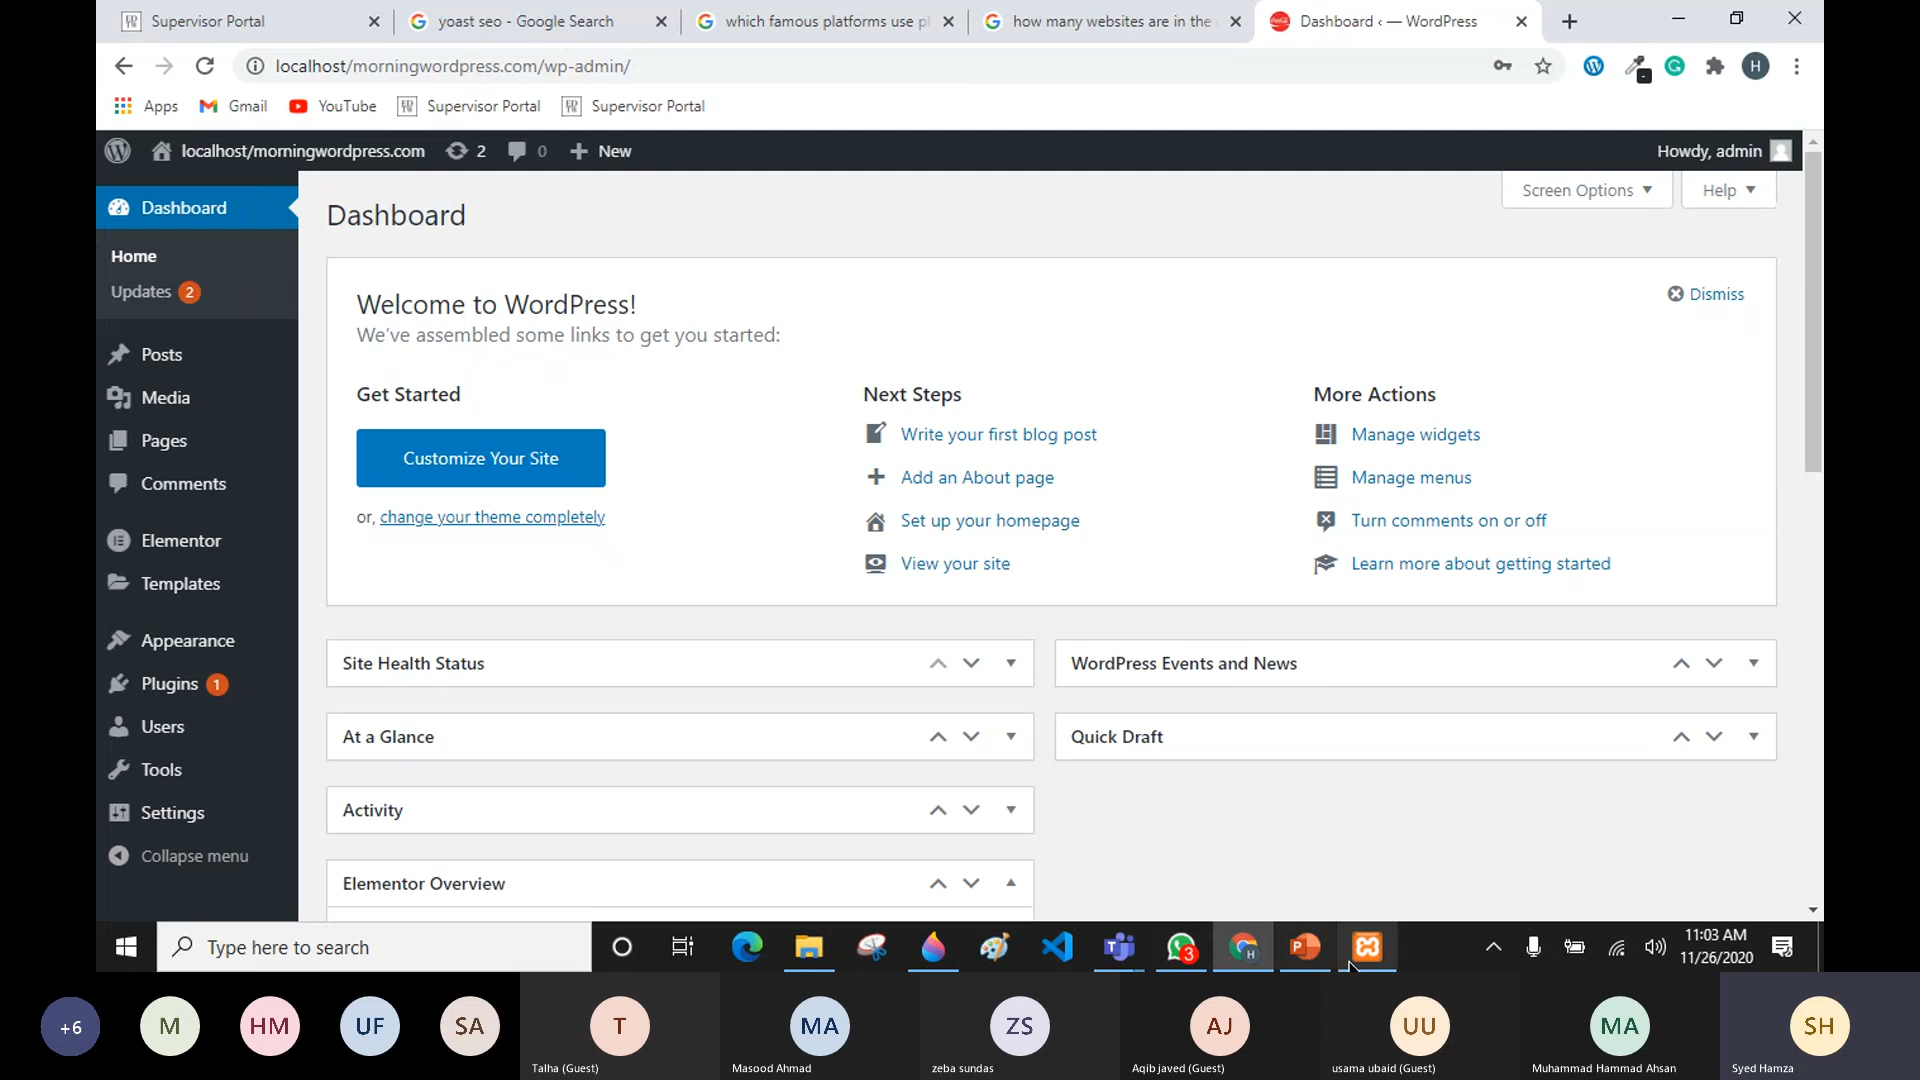 Supervisor Portal
yoast seo - Google Search
which famous platforms use pl
how many websites are in the
Dashboard ‹ — WordPress
localhost/morningwordpress.com/wp-admin/
H
Apps
Gmail
YouTube
Supervisor Portal
Supervisor Portal
localhost/morningwordpress.com
2
0
New
Howdy, admin
Dashboard
Home
Updates 2
Posts
Media
Pages
Comments
Elementor
Templates
Appearance
Plugins 1
Users
Tools
Settings
Collapse menu
Screen Options
Help
Dashboard
Welcome to WordPress!
We've assembled some links to get you started:
Dismiss
Get Started
Customize Your Site
or, change your theme completely
Next Steps
Write your first blog post
Add an About page
Set up your homepage
View your site
More Actions
Manage widgets
Manage menus
Turn comments on or off
Learn more about getting started
Site Health Status
WordPress Events and News
At a Glance
Quick Draft
Activity
Elementor Overview
Type here to search
3
11:03 AM
11/26/2020
+6
M
HM
UF
SA
T
Talha (Guest)
MA
Masood Ahmad
ZS
zeba sundas
AJ
Aqib javed (Guest)
UU
usama ubaid (Guest)
MA
Muhammad Hammad Ahsan
SH
Syed Hamza